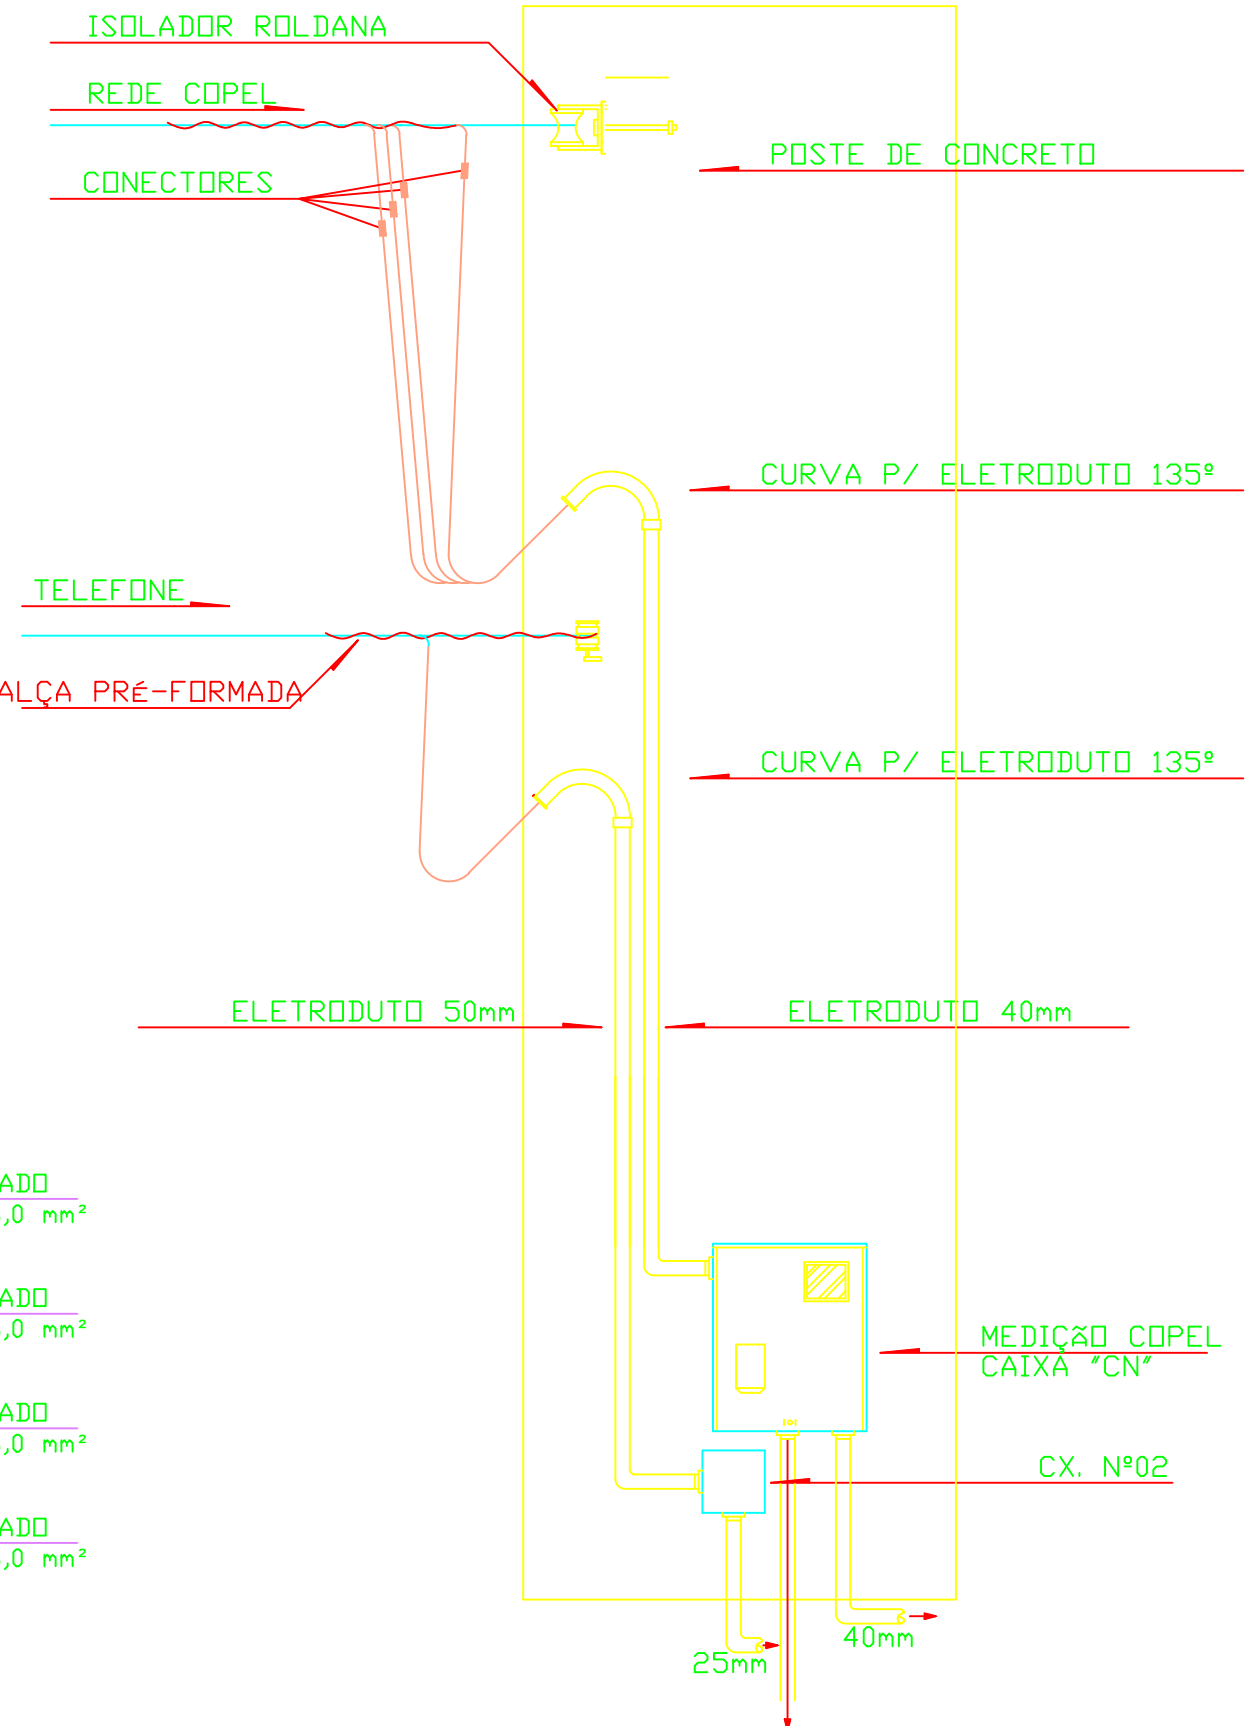 ISOLADOR ROLDANA
REDE COPEL
POSTE DE CONCRETO
CONECTORES
CURVA P/ ELETRODUTO 135º
TELEFONE
ALÇA PRé-FORMADA
CURVA P/ ELETRODUTO 135º
ELETRODUTO 50mm
ELETRODUTO 40mm
ADO
,0 mm²
ADO
,0 mm²
MEDIÇÃO COPEL
CAIXA "CN"
ADO
,0 mm²
CX. Nº02
ADO
,0 mm²
40mm
25mm